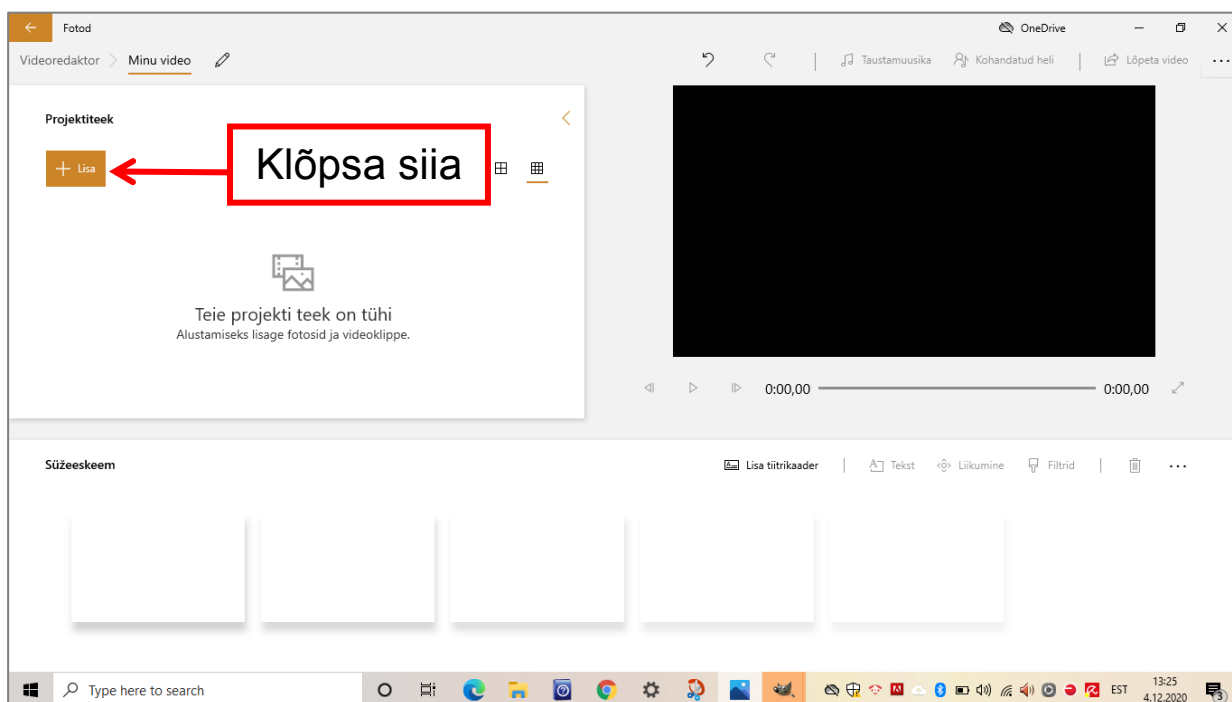 Fotod
OneDrive
Videoredaktor
Minu video
Taustamuusika
Kohandatud heli
Lõpeta video
Projektiteek
Lisa
Klõpsa siia
Teie projekti teek on tühi
Alustamiseks lisage fotosid ja videoklippe.
0:00,00
0:00,00
Süžeeskeem
Lisa tiitrikaader
Tekst
Liikumine
Filtrid
Type here to search
EST
13:25
4.12.2020
3